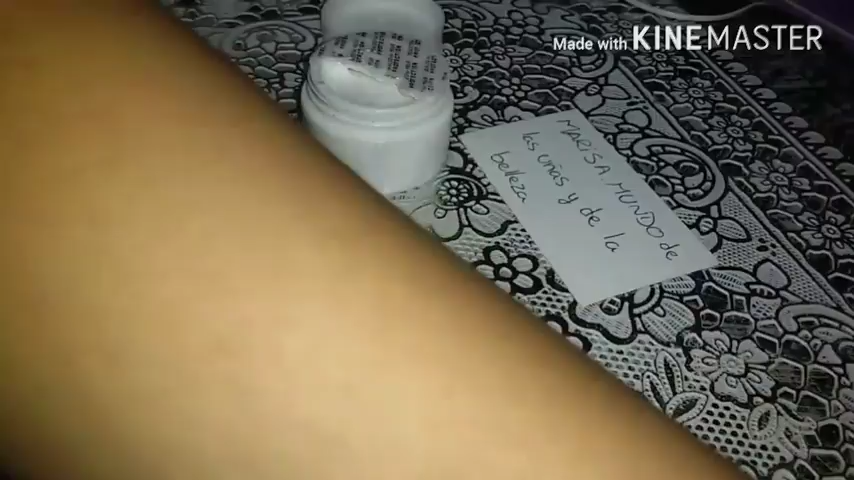 Made with KINEMASTER
MARISA MUNDO de
las uñas y de la
belleza